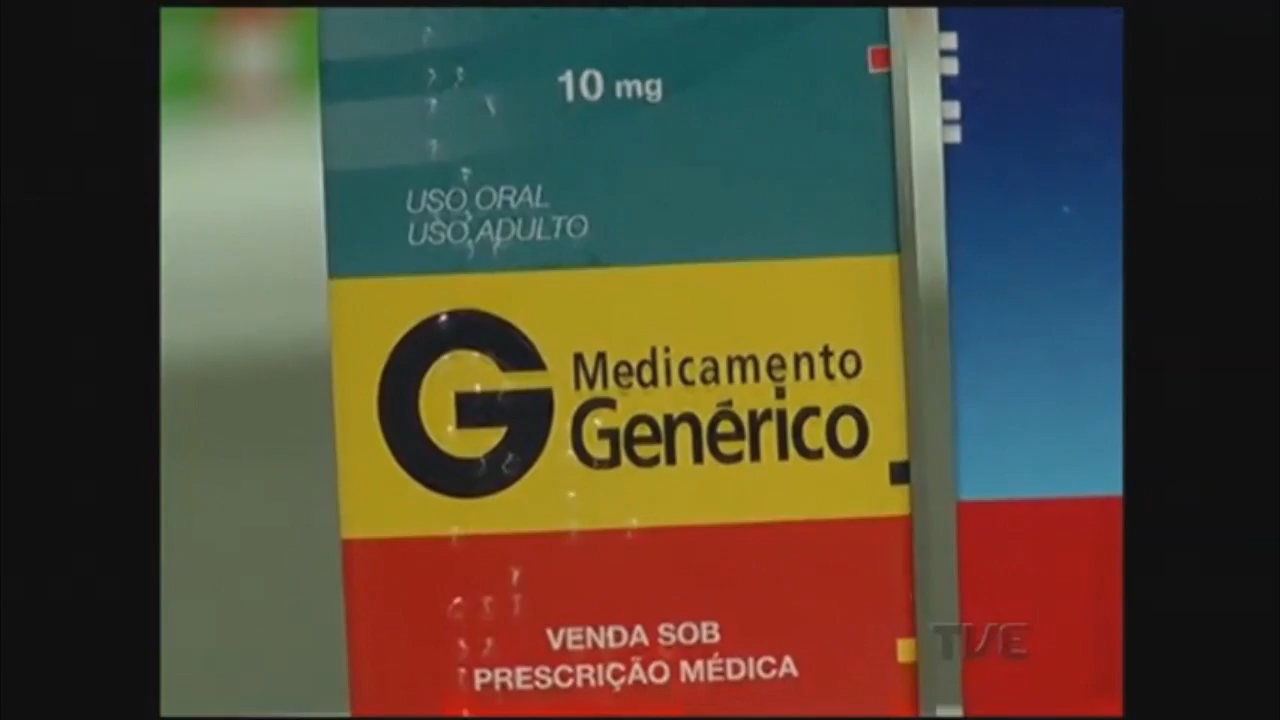 10 mg
USO ORAL
USO ADULTO
G
Medicamento
Genérico
VENDA SOB
PRESCRIÇÃO MÉDICA
TVE